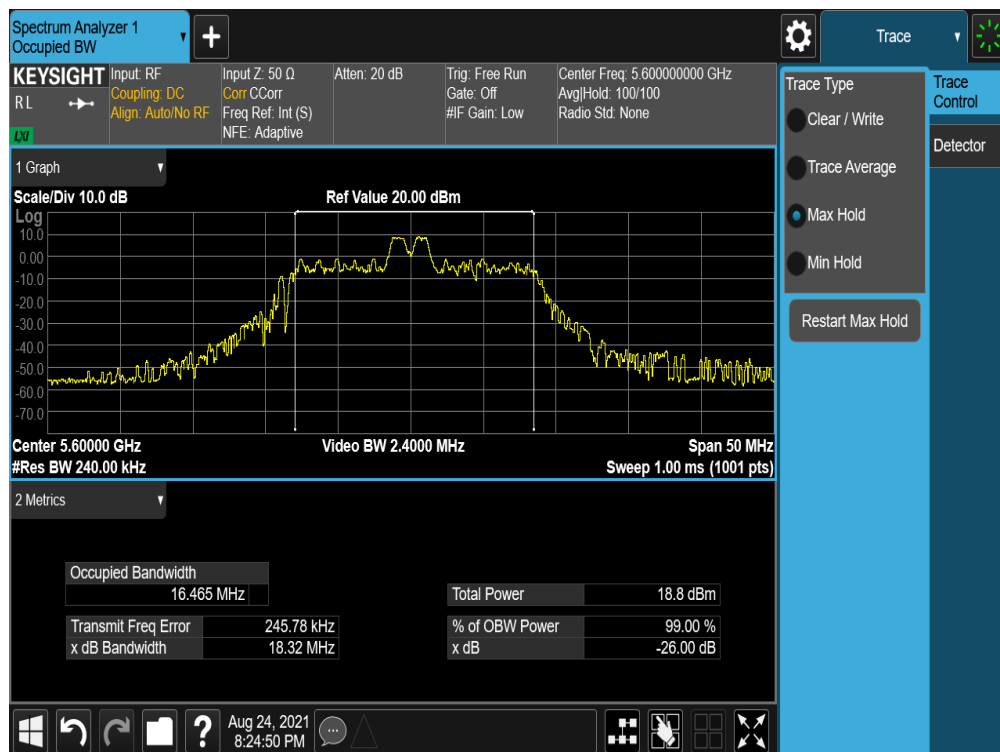 Spectrum Analyzer 1
Occupied BW
+
Trace
KEYSIGHT
R L
LXI
Input: RF
Coupling: DC
Align: Auto/No RF
Input Z: 50 Ω
Corr CCorr
Freq Ref: Int (S)
NFE: Adaptive
Atten: 20 dB
Trig: Free Run
Gate: Off
#IF Gain: Low
Center Freq: 5.600000000 GHz
Avg|Hold: 100/100
Radio Std: None
1 Graph
Scale/Div 10.0 dB
Ref Value 20.00 dBm
Log
10.0
0.00
-10.0
-20.0
-30.0
-40.0
-50.0
-60.0
-70.0
Center 5.60000 GHz
Video BW 2.4000 MHz
Span 50 MHz
#Res BW 240.00 kHz
Sweep 1.00 ms (1001 pts)
2 Metrics
Occupied Bandwidth
16.465 MHz
Total Power 18.8 dBm
Transmit Freq Error 245.78 kHz
% of OBW Power 99.00 %
x dB Bandwidth 18.32 MHz
x dB -26.00 dB
Trace Type
Clear / Write
Trace Average
Max Hold
Min Hold
Restart Max Hold
Trace
Control
Detector
?
Aug 24, 2021
8:24:50 PM